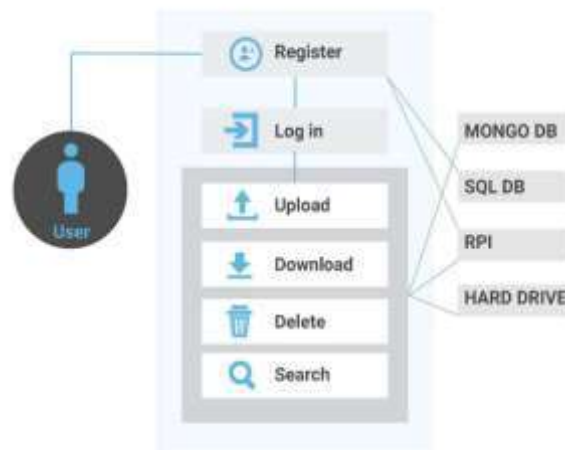 Register
Log in
User
Upload
Download
Delete
Search
MONGO DB
SQL DB
RPI
HARD DRIVE